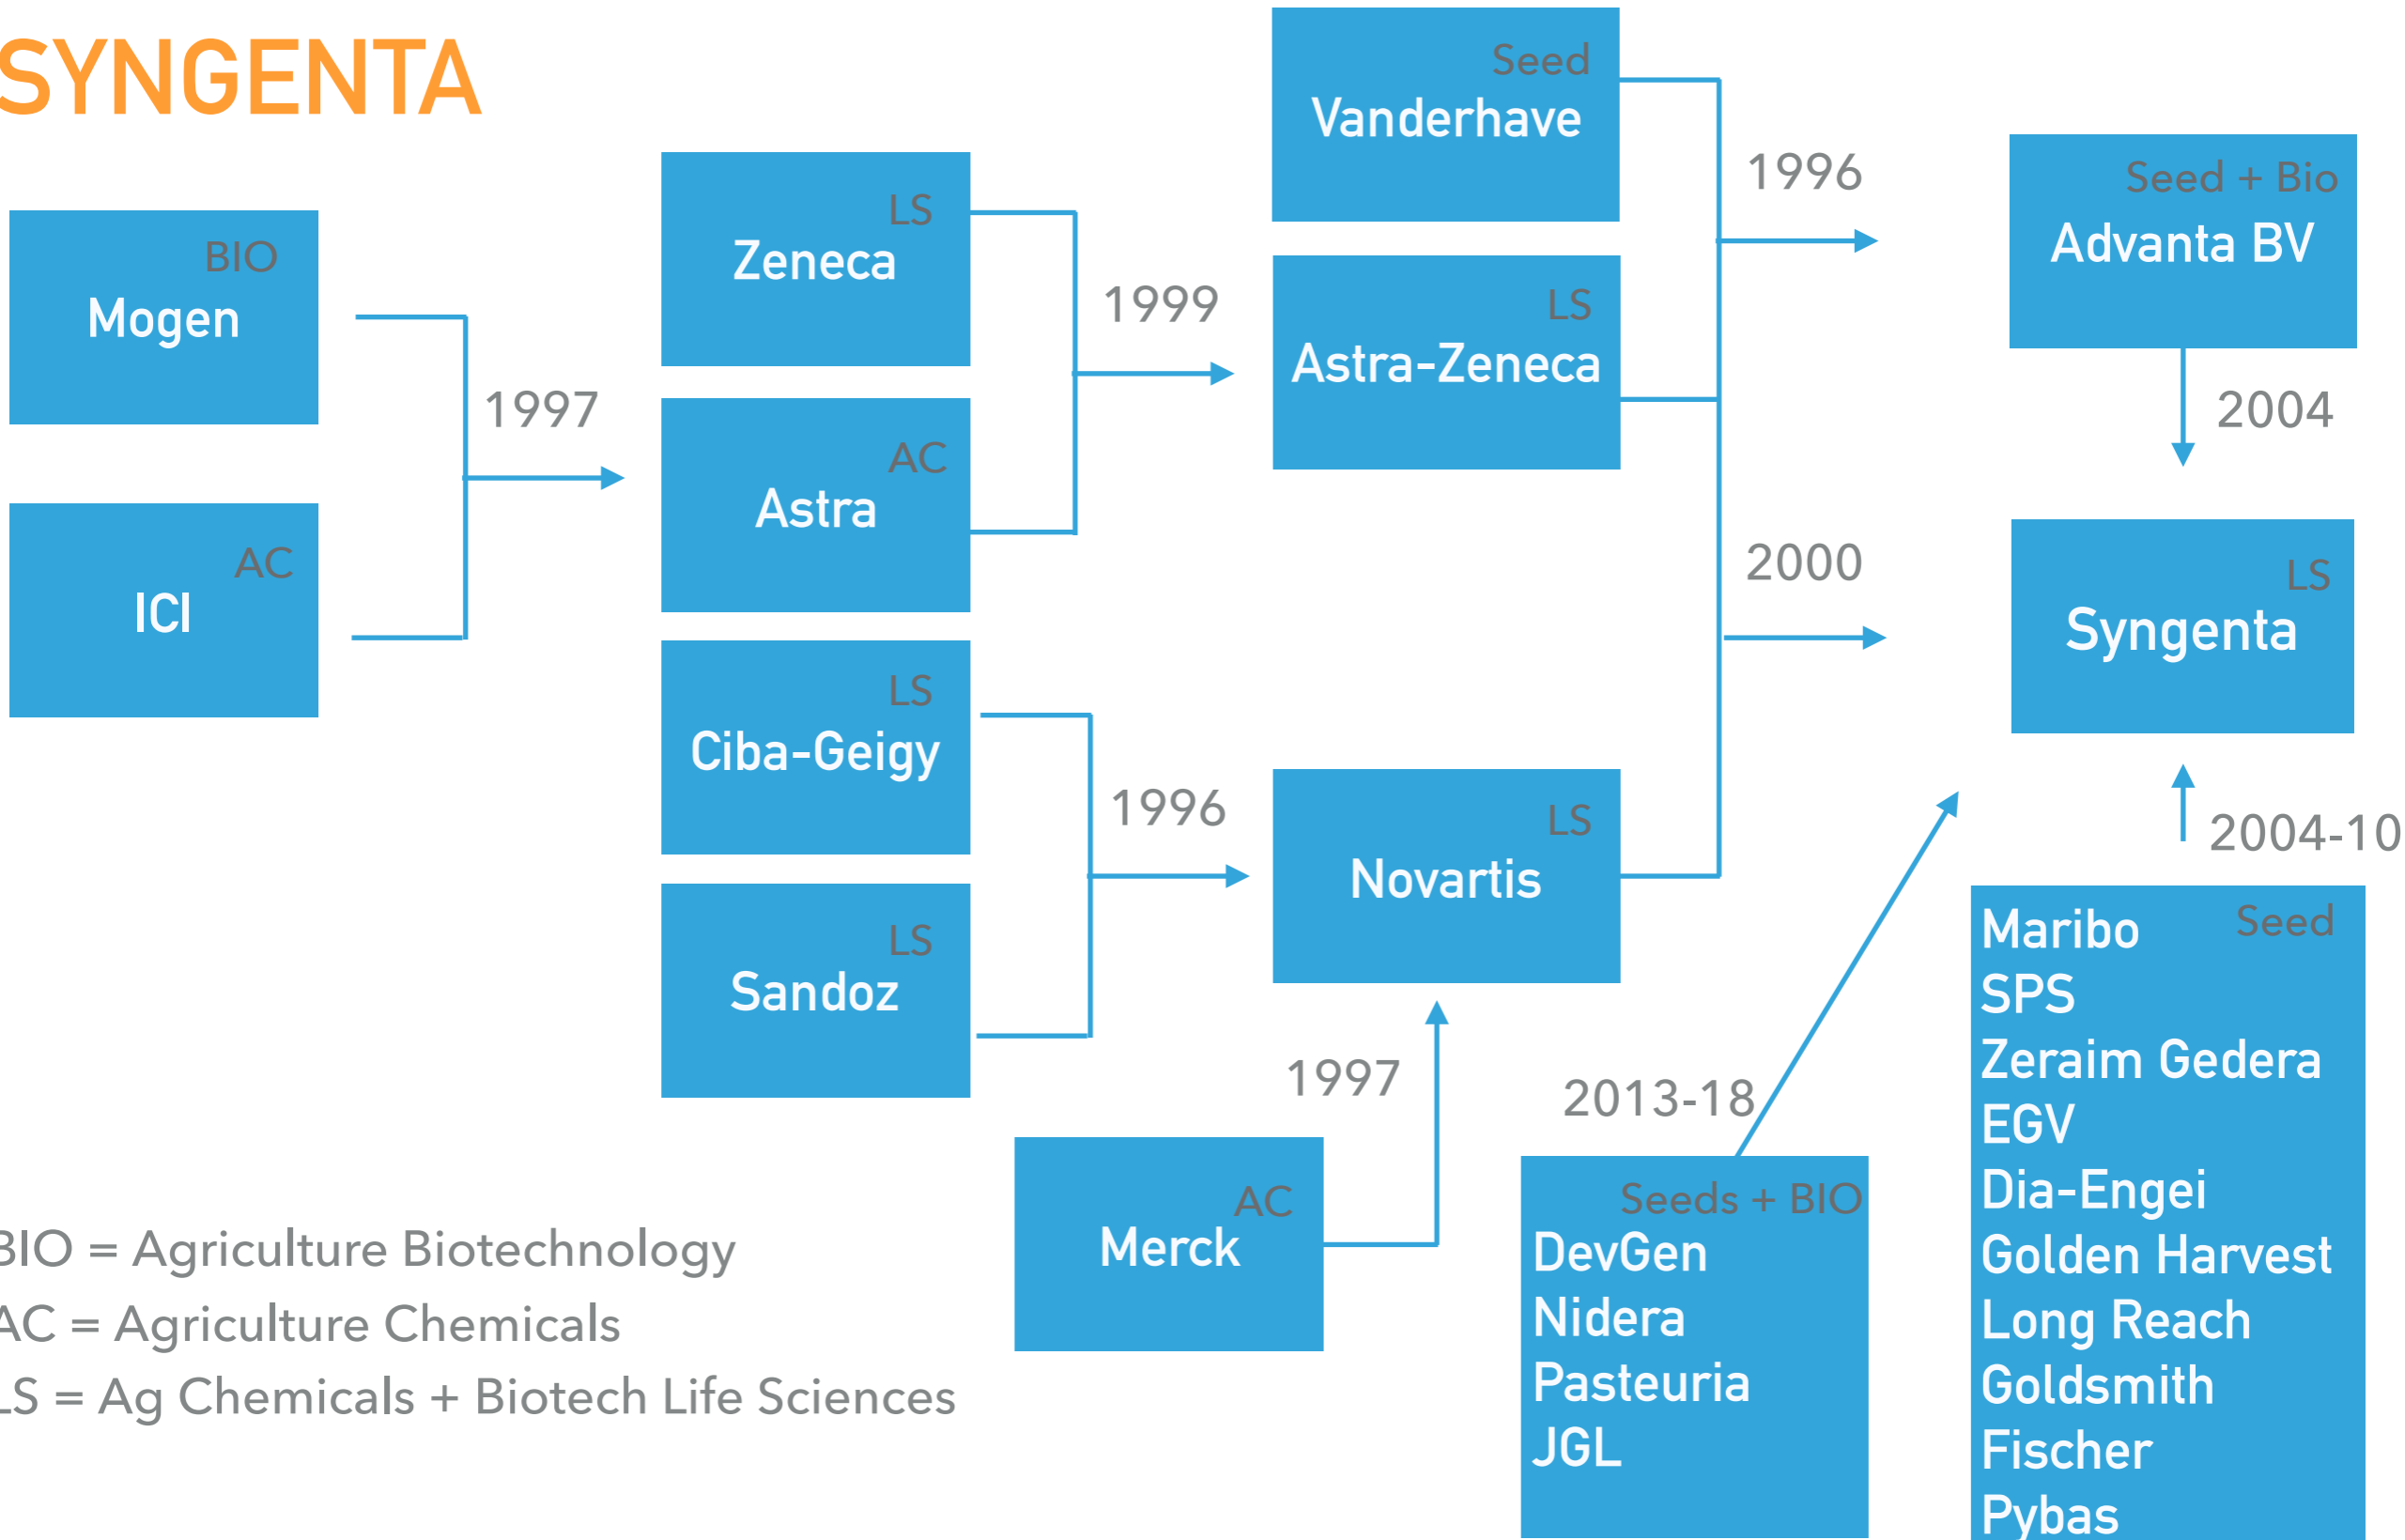 SYNGENTA
BIO
Mogen
AC
ICI
1997
LS
Zeneca
AC
Astra
1999
LS
Ciba-Geigy
LS
Sandoz
1996
Seed
Vanderhave
LS
Astra-Zeneca
LS
Novartis
AC
Merck
1997
1996
2000
Seed + Bio
Advanta BV
2004
LS
Syngenta
2004-10
2013-18
Seeds + BIO
DevGen
Nidera
Pasteuria
JGL
Seed
Maribo
SPS
Zeraim Gedera
EGV
Dia-Engei
Golden Harvest
Long Reach
Goldsmith
Fischer
Pybas
BIO = Agriculture Biotechnology
AC = Agriculture Chemicals
LS = Ag Chemicals + Biotech Life Sciences